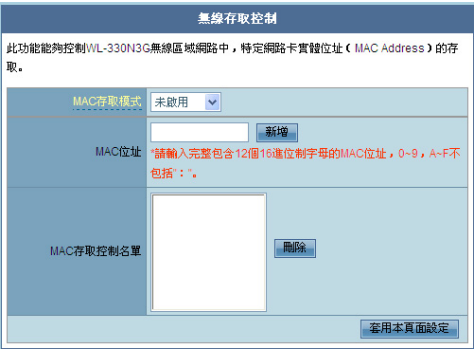 無線存取控制
此功能能夠控制WL-330N3G無線區域網路中，特定網路卡實體位址（MAC Address）的存
取。
MAC存取模式 未啟用
新增
MAC位址 *請輸入完整包含12個16進位制字母的MAC位址，0~9，A~F不
包括"："。
MAC存取控制名單 刪除
套用本頁面設定